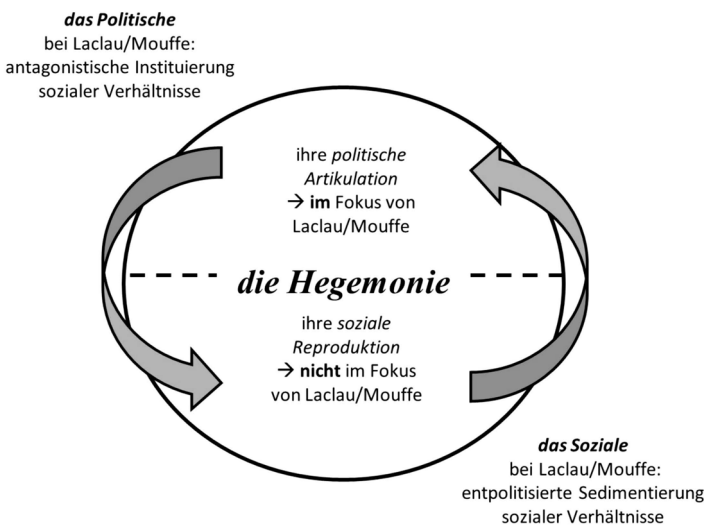 das Politische
bei Laclau/Mouffe:
antagonistische Instituierung
sozialer Verhältnisse
ihre politische
Artikulation
→ im Fokus von
Laclau/Mouffe
die Hegemonie
ihre soziale
Reproduktion
→ nicht im Fokus
von Laclau/Mouffe
das Soziale
bei Laclau/Mouffe:
entpolitisierte Sedimentierung
sozialer Verhältnisse